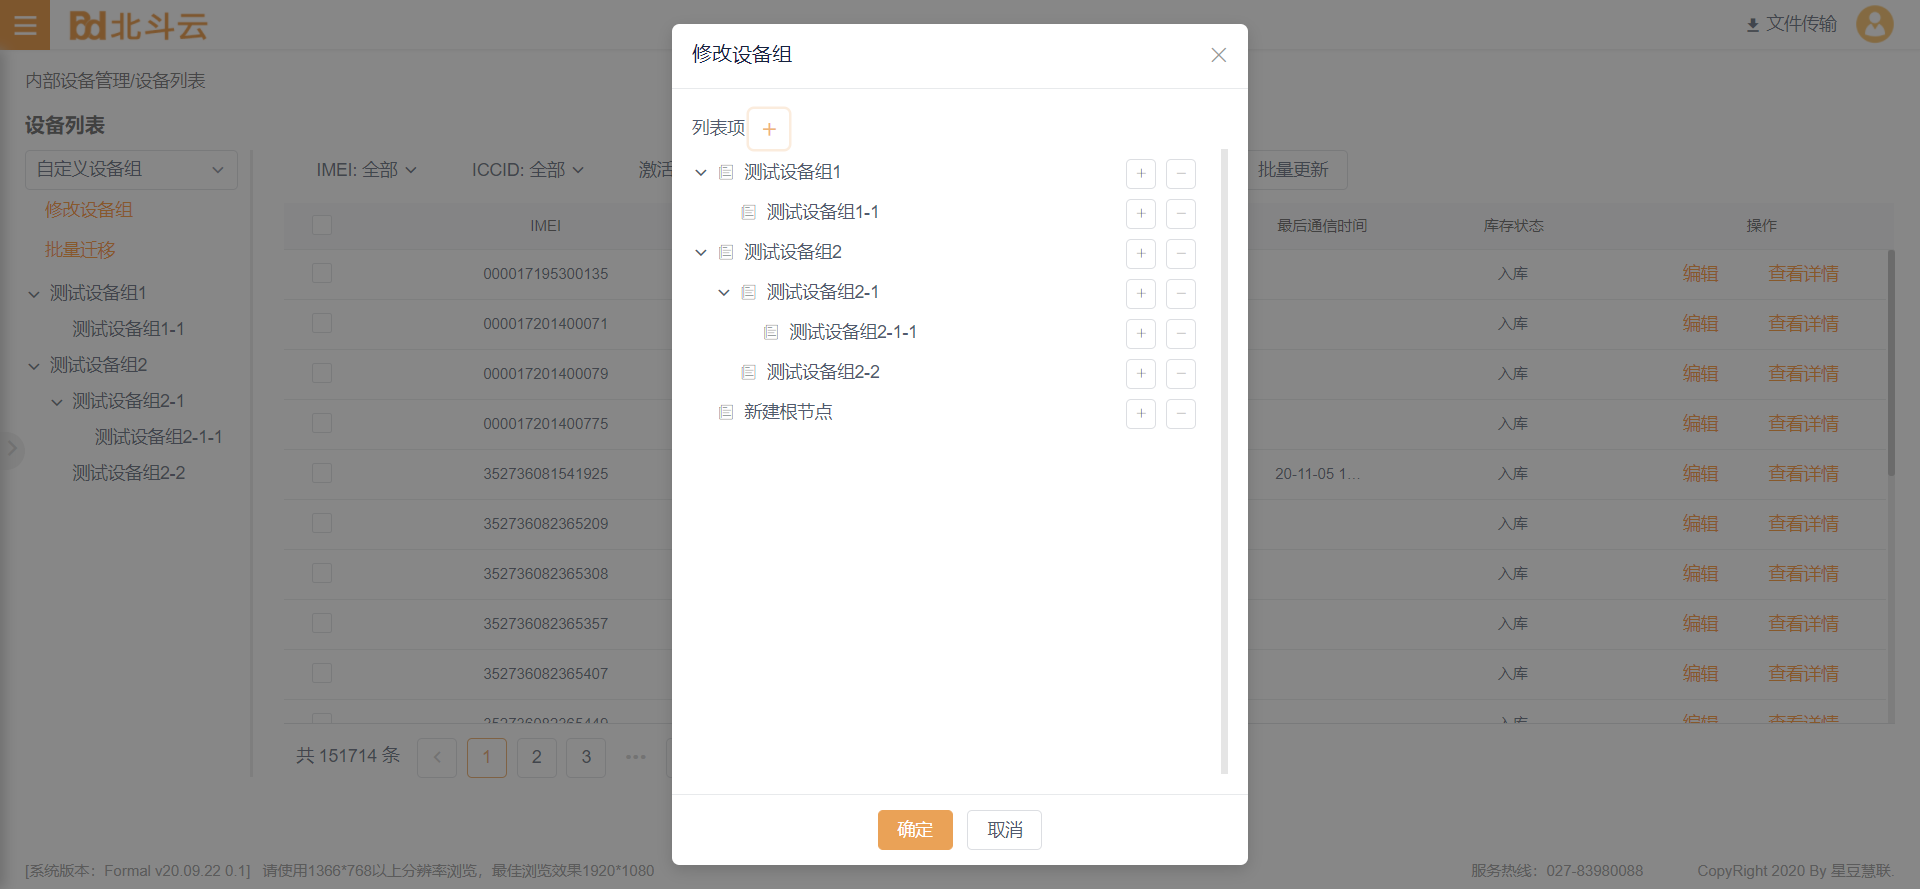 北斗云
文件传输
内部设备管理/设备列表
设备列表
自定义设备组
修改设备组
批量迁移
测试设备组1
测试设备组1-1
测试设备组2
测试设备组2-1
测试设备组2-1-1
测试设备组2-2
IMEI: 全部 ICCID: 全部 激活
批量更新
IMEI 最后通信时间 库存状态 操作
000017195300135 入库 编辑 查看详情
000017201400071 入库 编辑 查看详情
000017201400079 入库 编辑 查看详情
000017201400775 入库 编辑 查看详情
352736081541925 20-11-05 1... 入库 编辑 查看详情
352736082365209 入库 编辑 查看详情
352736082365308 入库 编辑 查看详情
352736082365357 入库 编辑 查看详情
352736082365407 入库 编辑 查看详情
352736082365449 入库 编辑 查看详情
共 151714 条 1 2 3 ...
修改设备组
列表项 +
测试设备组1 + −
测试设备组1-1 + −
测试设备组2 + −
测试设备组2-1 + −
测试设备组2-1-1 + −
测试设备组2-2 + −
新建根节点 + −
确定 取消
[系统版本：Formal v20.09.22 0.1] 请使用1366*768以上分辨率浏览，最佳浏览效果1920*1080
服务热线：027-83980088 CopyRight 2020 By 星豆慧联.